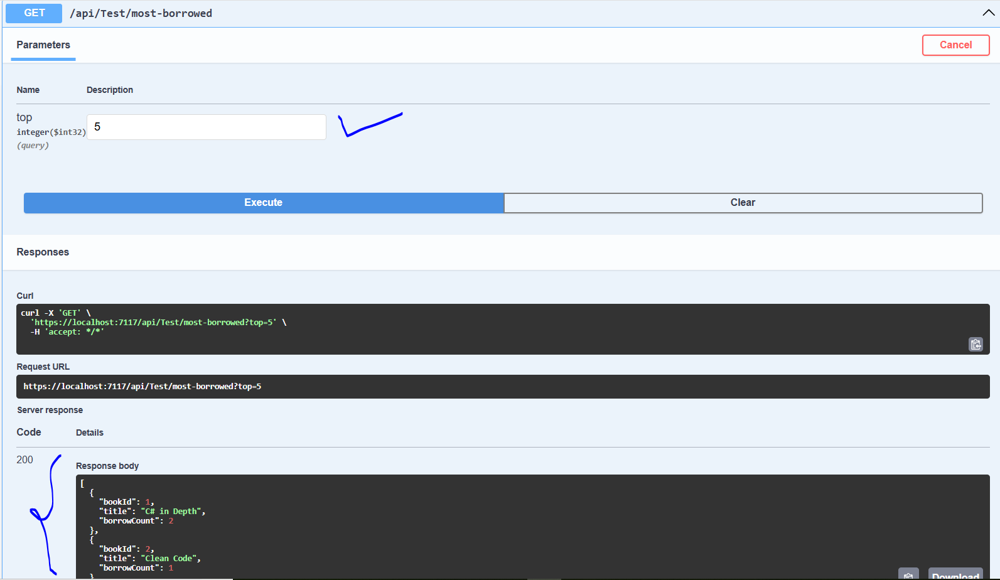 GET /api/Test/most-borrowed
Parameters
Cancel
Name Description
top
integer($int32)
(query)
5
Execute
Clear
Responses
Curl
curl -X 'GET' \
'https://localhost:7117/api/Test/most-borrowed?top=5' \
-H 'accept: */*'
Request URL
https://localhost:7117/api/Test/most-borrowed?top=5
Server response
Code Details
200
Response body
[
{
"bookId": 1,
"title": "C# in Depth",
"borrowCount": 2
},
{
"bookId": 2,
"title": "Clean Code",
"borrowCount": 1
}
Download